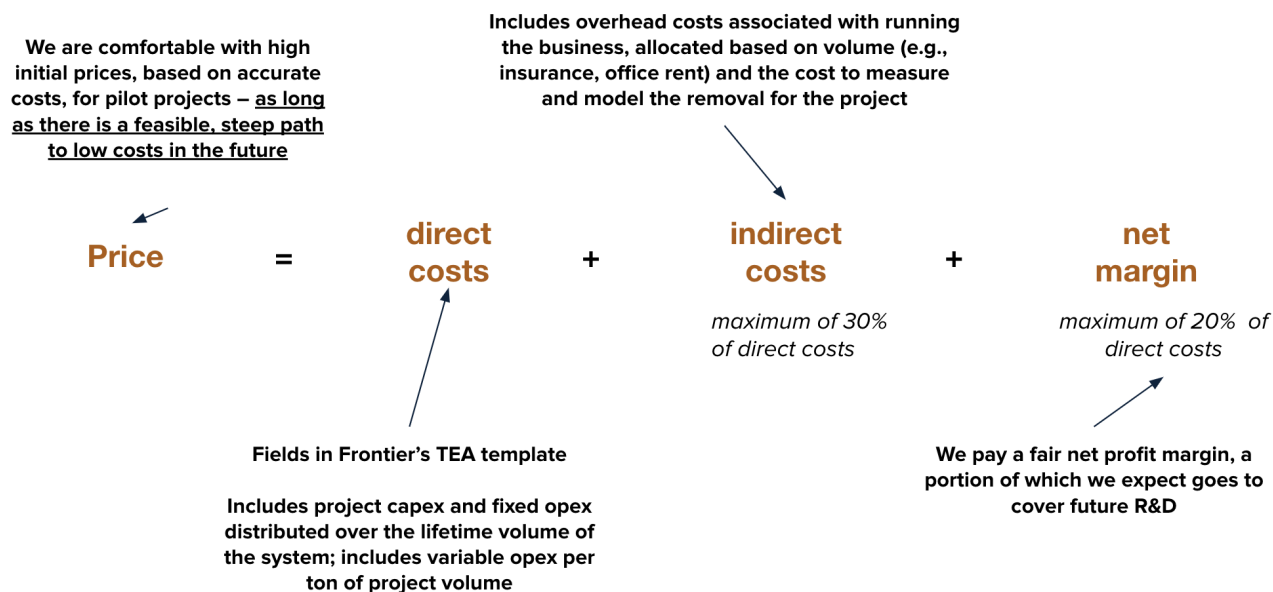 Includes overhead costs associated with running
the business, allocated based on volume (e.g.,
insurance, office rent) and the cost to measure
and model the removal for the project
We are comfortable with high
initial prices, based on accurate
costs, for pilot projects – as long
as there is a feasible, steep path
to low costs in the future
Price
=
direct
costs
+
indirect
costs
+
net
margin
maximum of 30%
of direct costs
maximum of 20% of
direct costs
Fields in Frontier’s TEA template
Includes project capex and fixed opex
distributed over the lifetime volume of
the system; includes variable opex per
ton of project volume
We pay a fair net profit margin, a
portion of which we expect goes to
cover future R&D